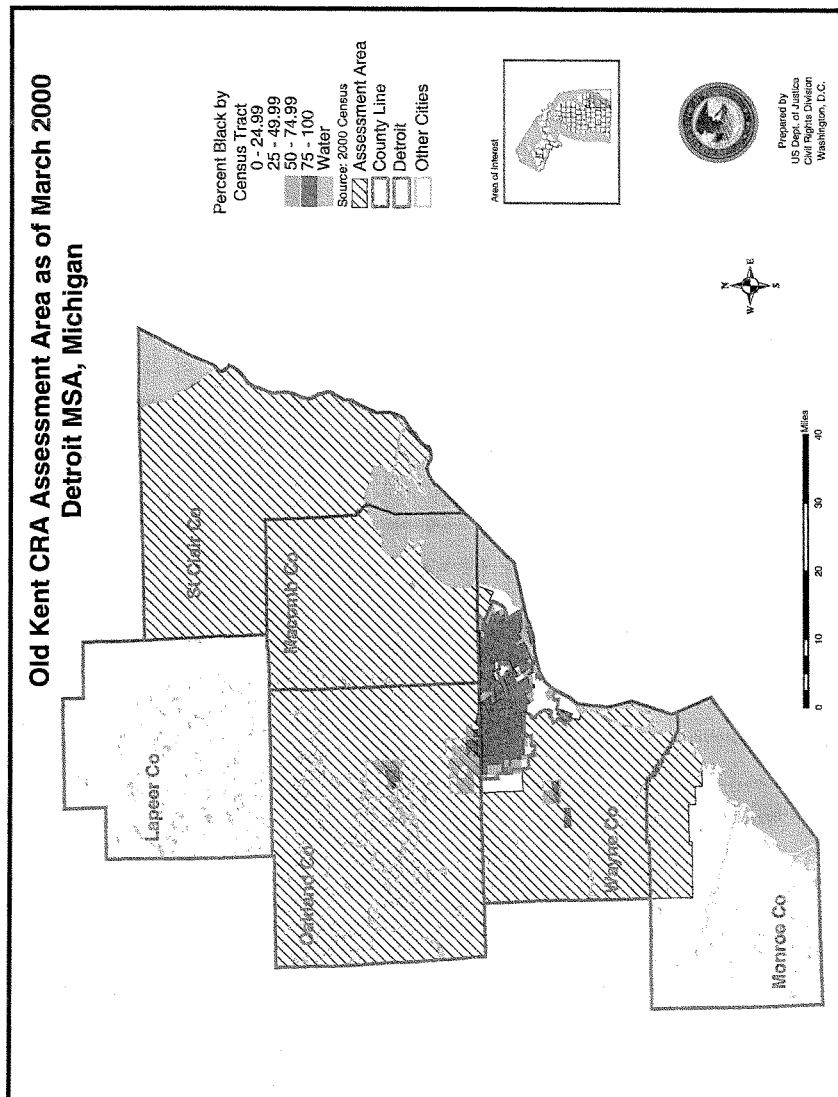 Old Kent CRA Assessment Area as of March 2000
Detroit MSA, Michigan
Percent Black by
Census Tract
0 - 24.99
25 - 49.99
50 - 74.99
75 - 100
Water
Source: 2000 Census
Assessment Area
County Line
Detroit
Other Cities
Area of Interest
Prepared by
US Dept. of Justice
Civil Rights Division
Washington, D.C.
St Clair Co
Lapeer Co
Macomb Co
Oakland Co
Wayne Co
Monroe Co
N
W
E
S
0
10
20
30
40
Miles